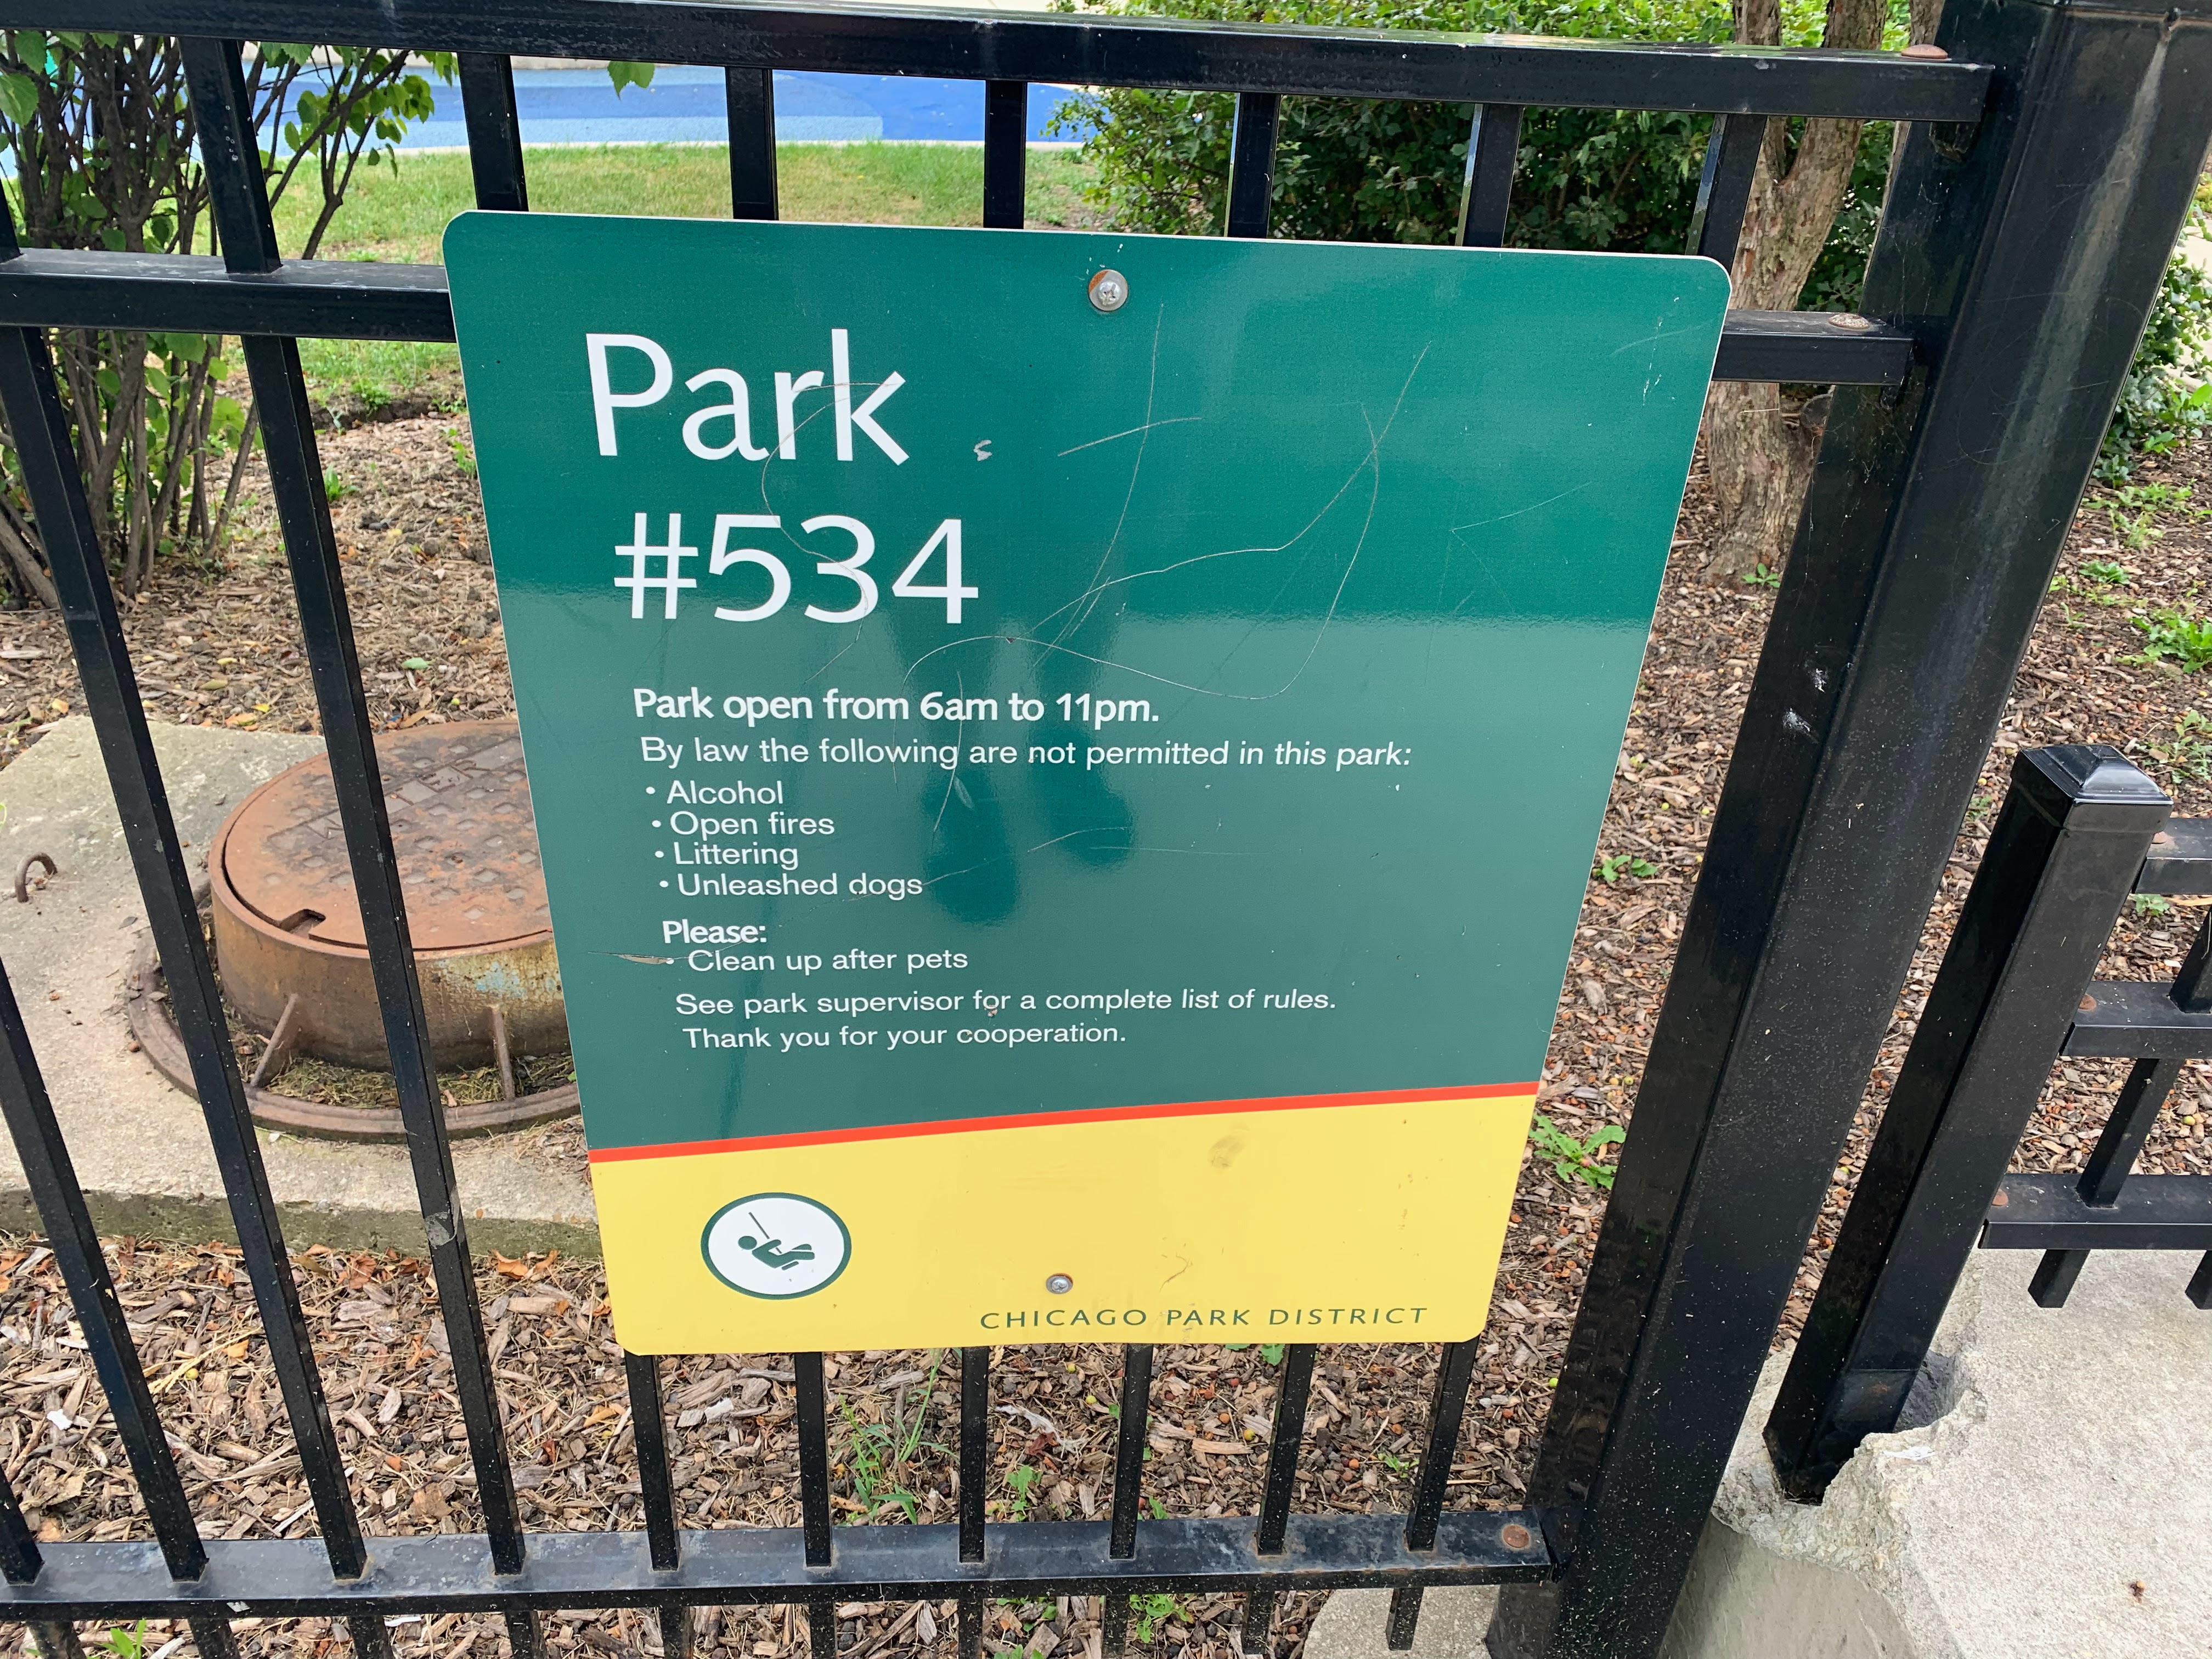 Park
#534
Park open from 6am to 11pm.
By law the following are not permitted in this park:
• Alcohol
• Open fires
• Littering
• Unleashed dogs
Please:
• Clean up after pets
See park supervisor for a complete list of rules.
Thank you for your cooperation.
CHICAGO PARK DISTRICT